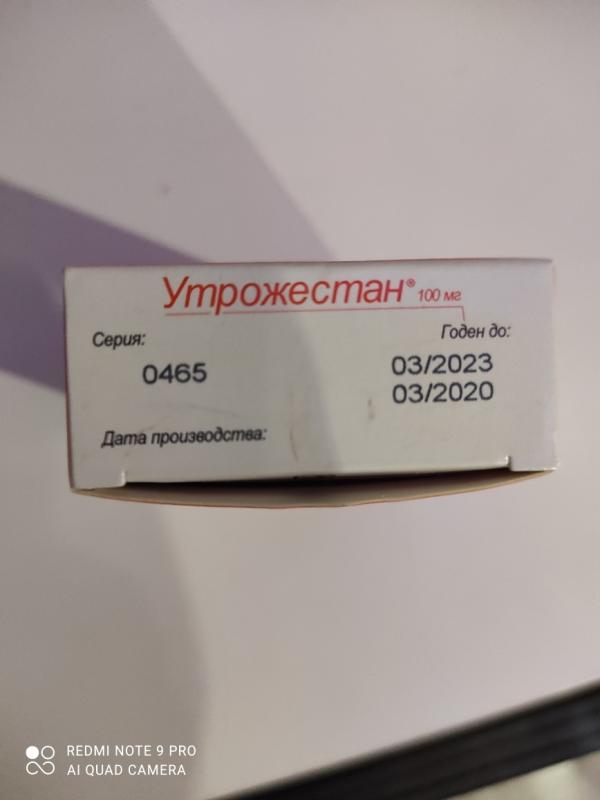 Утрожестан® 100 мг
Серия:
Годен до:
0465
03/2023
03/2020
Дата производства:
REDMI NOTE 9 PRO
AI QUAD CAMERA